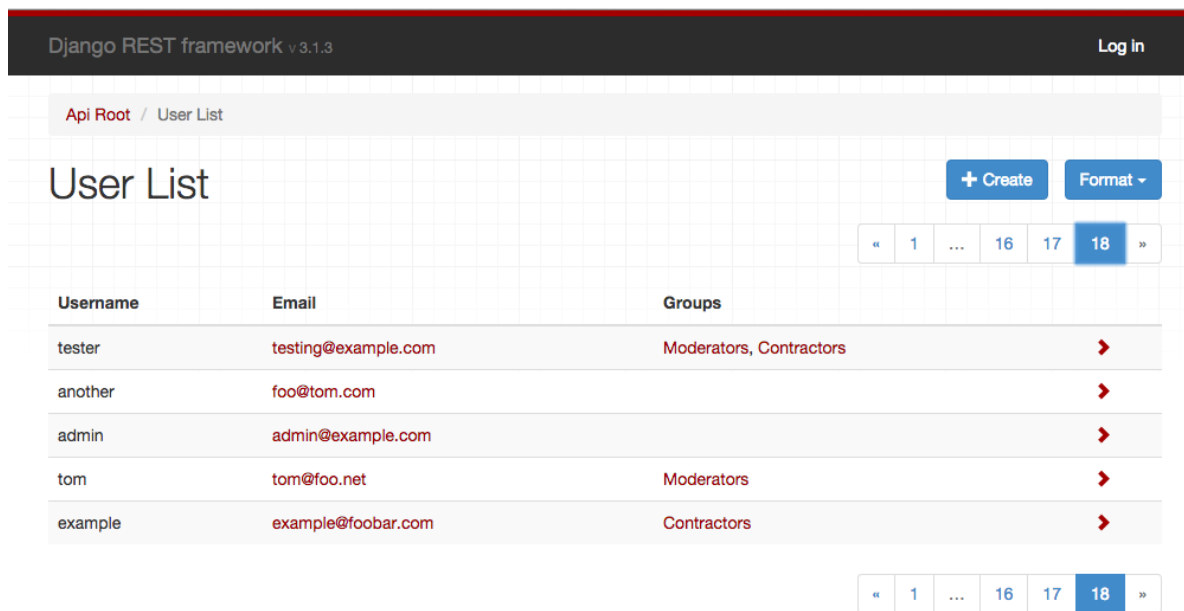 Django REST framework v 3.1.3 Log in
Api Root / User List
User List + Create Format
« 1 ... 16 17 18 »
Username Email Groups
tester testing@example.com Moderators, Contractors
another foo@tom.com
admin admin@example.com
tom tom@foo.net Moderators
example example@foobar.com Contractors
« 1 ... 16 17 18 »